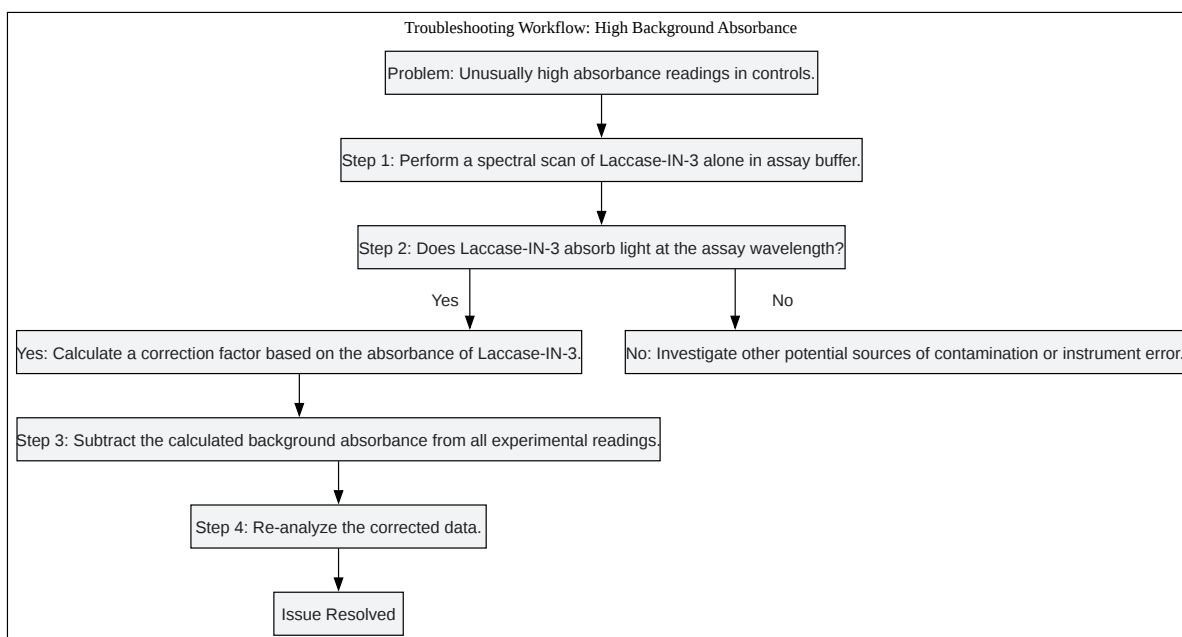 Troubleshooting Workflow: High Background Absorbance
Problem: Unusually high absorbance readings in controls.
Step 1: Perform a spectral scan of Laccase-IN-3 alone in assay buffer.
Step 2: Does Laccase-IN-3 absorb light at the assay wavelength?
Yes
No
Yes: Calculate a correction factor based on the absorbance of Laccase-IN-3.
No: Investigate other potential sources of contamination or instrument error.
Step 3: Subtract the calculated background absorbance from all experimental readings.
Step 4: Re-analyze the corrected data.
Issue Resolved